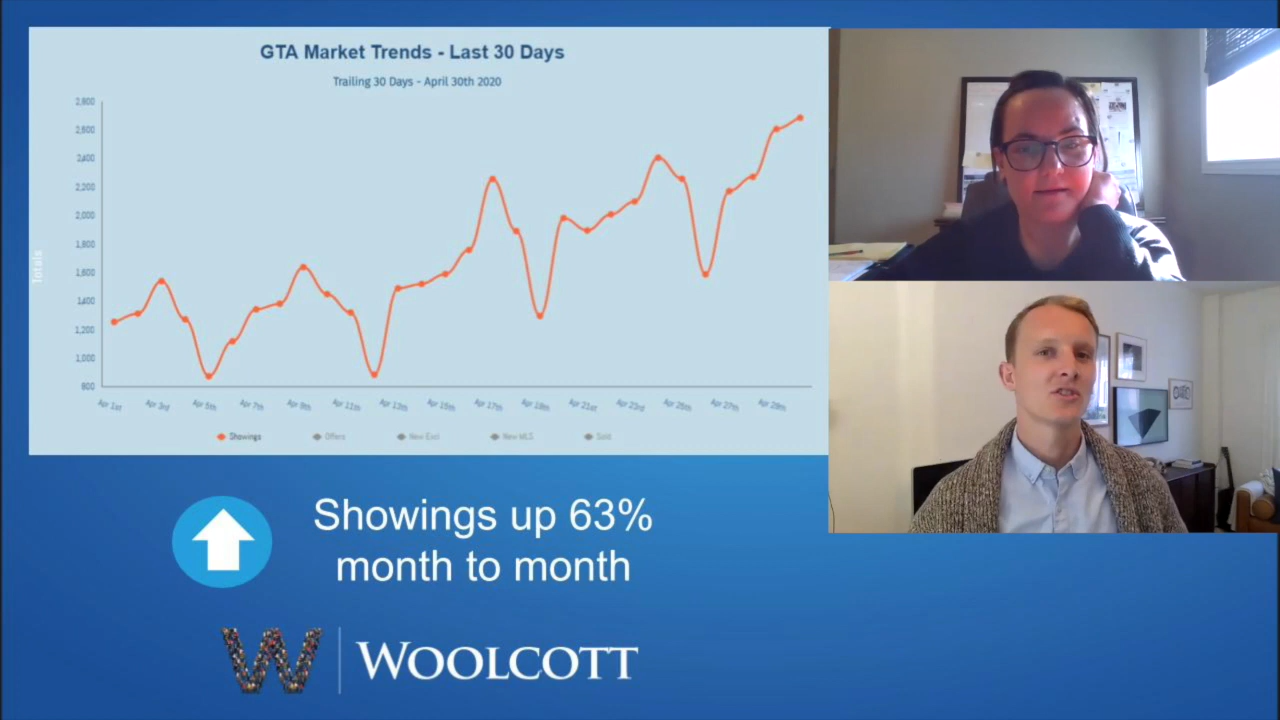 GTA Market Trends - Last 30 Days
Trailing 30 Days - April 30th 2020
2,800
2,600
2,400
2,200
2,000
1,800
1,600
1,400
1,200
1,000
800
Totals
Apr 1st Apr 3rd Apr 5th Apr 7th Apr 9th Apr 11th Apr 13th Apr 15th Apr 17th Apr 19th Apr 21st Apr 23rd Apr 25th Apr 27th Apr 29th
Showings Offers New Excl New MLS Sold
Showings up 63%
month to month
W WOOLCOTT